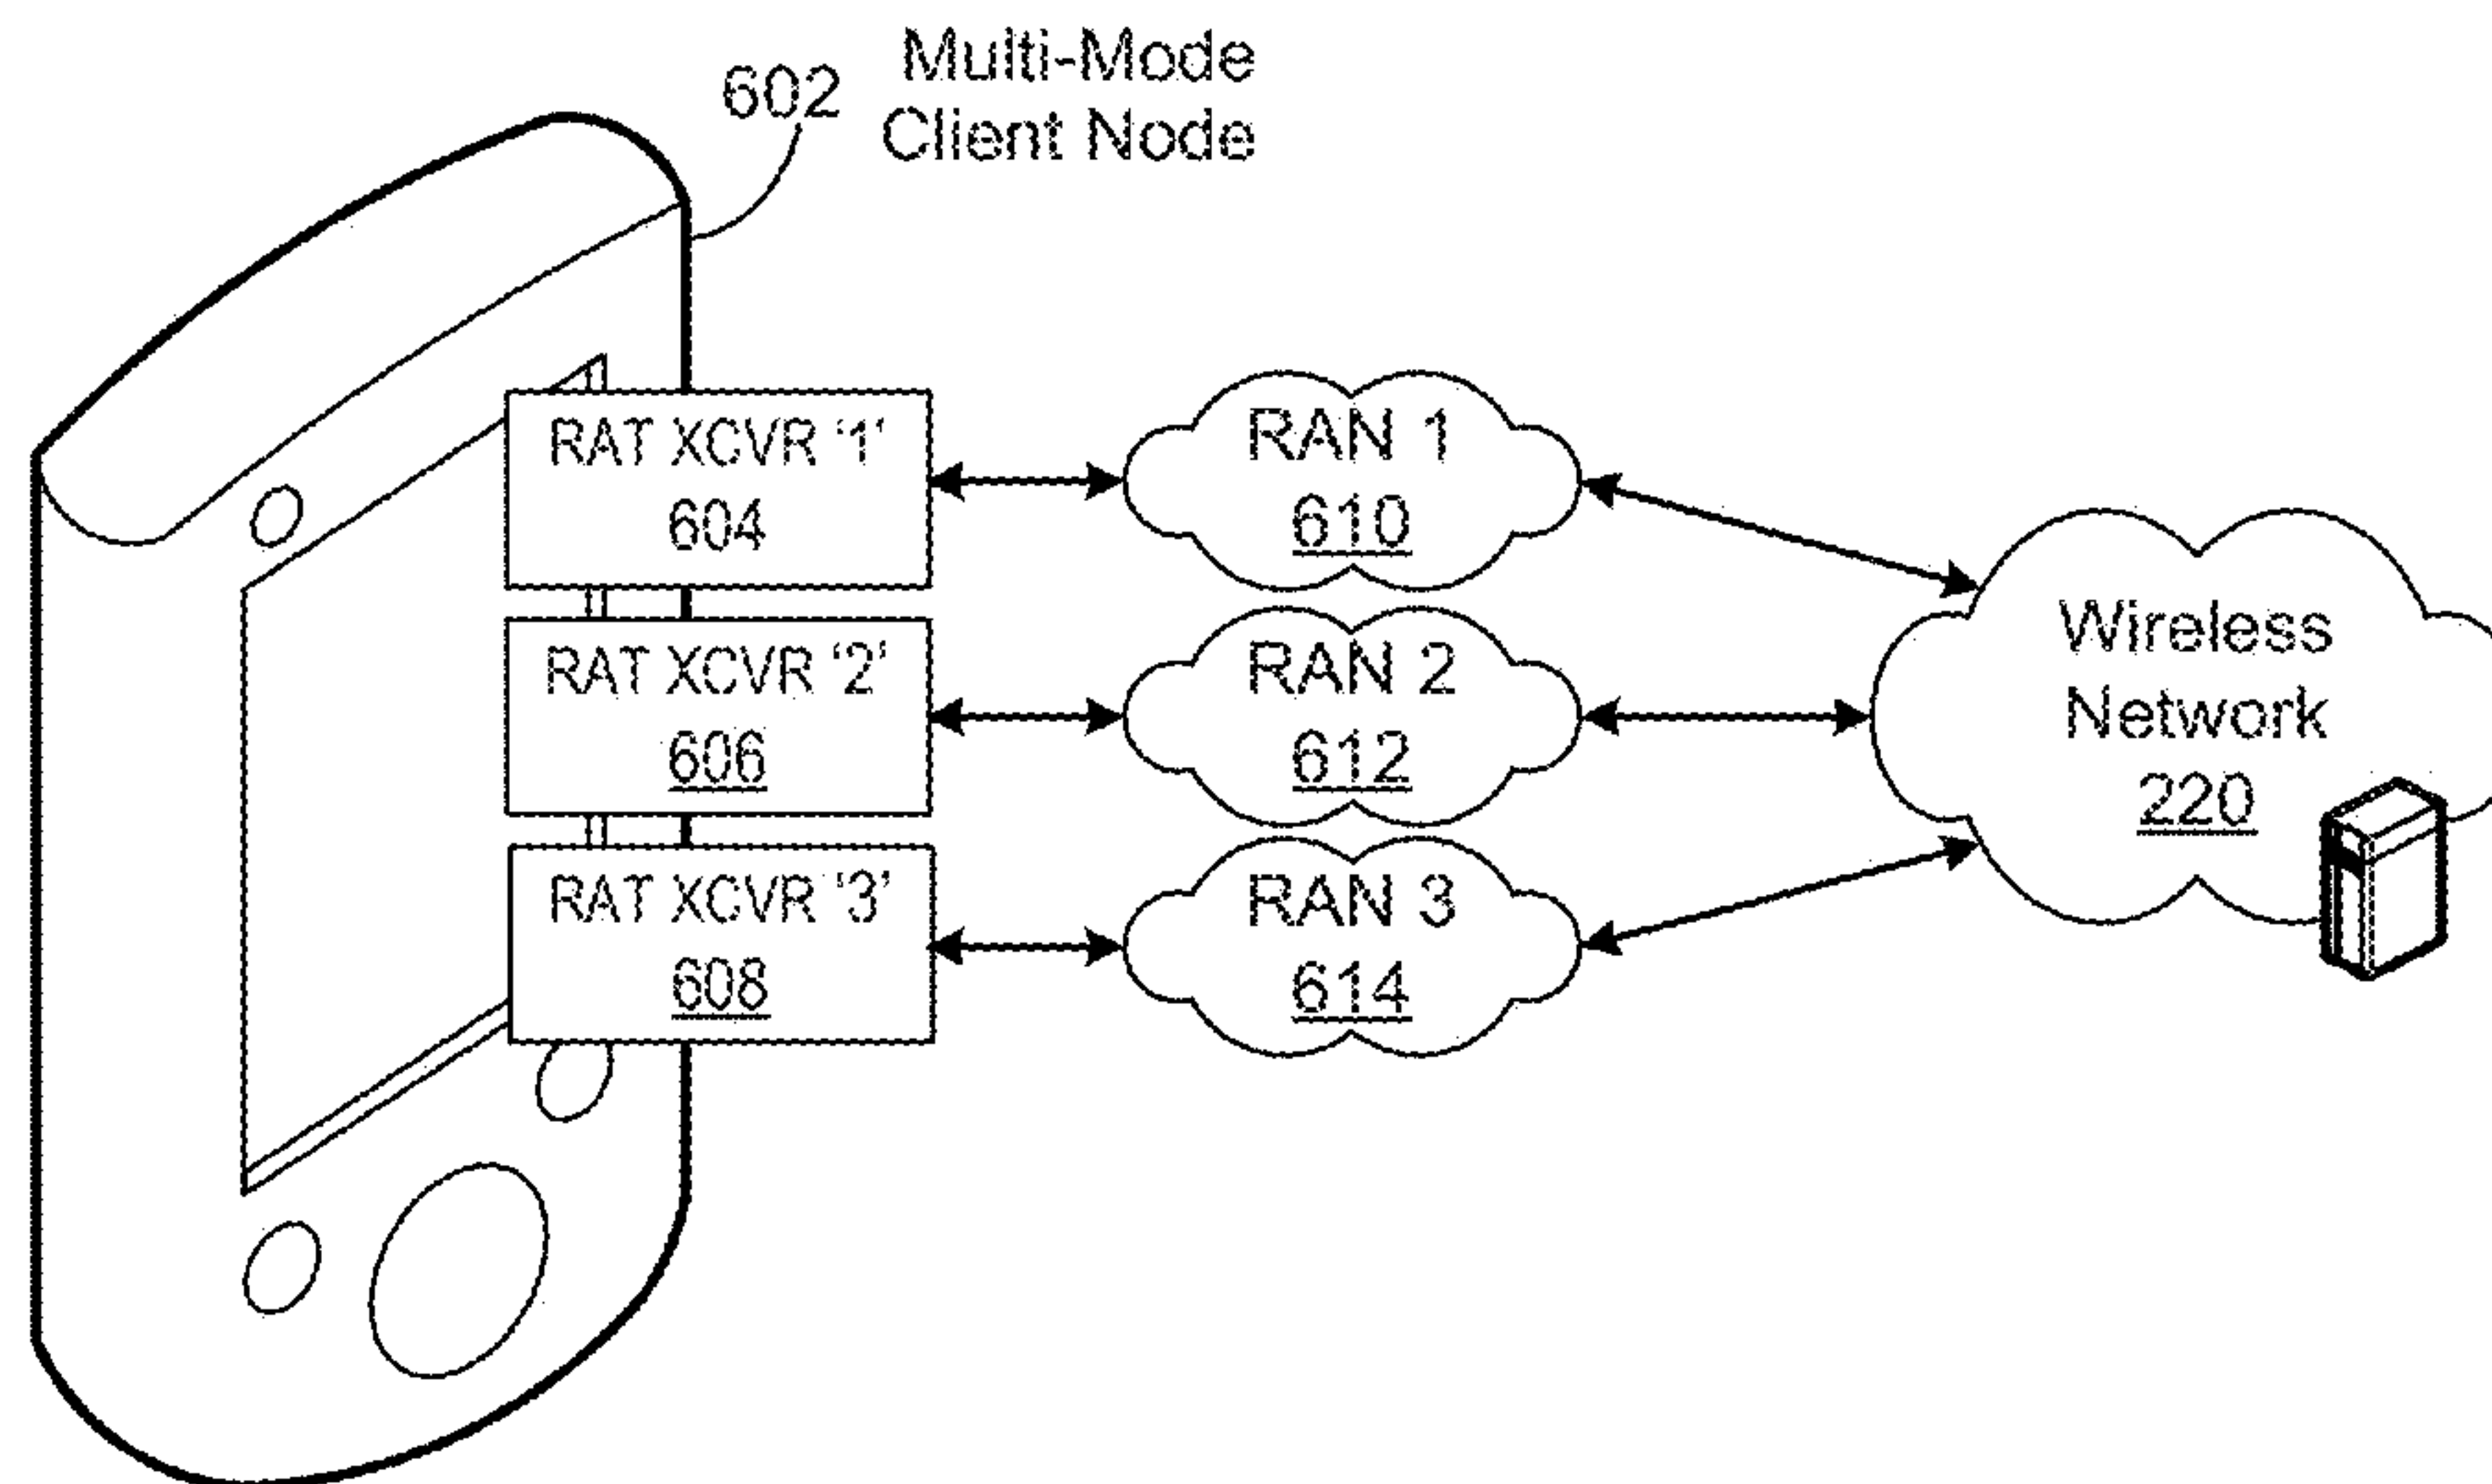 602
Multi-Mode
Client Node
RAT XCVR '1'
604
RAN 1
610
RAT XCVR '2'
606
RAN 2
612
Wireless
Network
220
RAT XCVR '3'
608
RAN 3
614